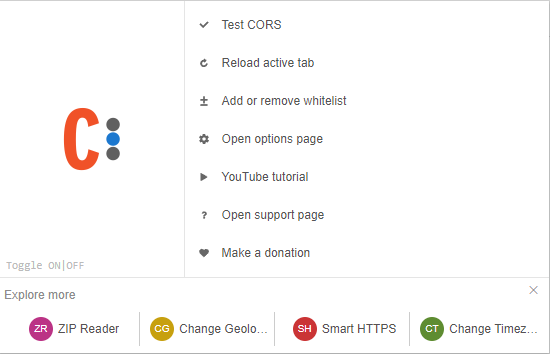 Test CORS
Reload active tab
Add or remove whitelist
Open options page
YouTube tutorial
? Open support page
Make a donation
C:
Toggle ON|OFF
Explore more
ZR ZIP Reader
CG Change Geolo...
SH Smart HTTPS
CT Change Timez...